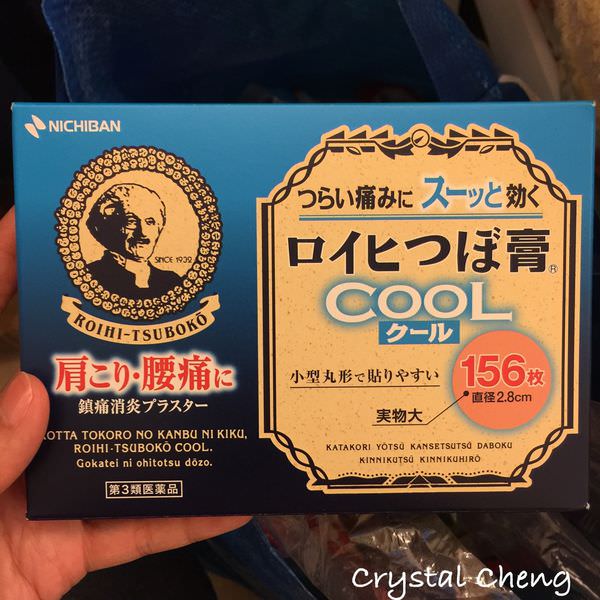 NICHIBAN
SINCE 1932
ROIHI-TSUBOKŌ
肩こり・腰痛に
鎮痛消炎プラスター
KOTTA TOKORO NO KANBU NI KIKU,
ROIHI-TSUBOKŌ COOL.
Gokatei ni ohitotsu dōzo.
第3類医薬品
つらい痛みにスーッと効く
ロイヒつぼ膏®
COOL
クール
小型丸形で貼りやすい
156枚
直径2.8cm
実物大
KATAKORI YŌTSŪ KANSETSUTSŪ DABOKU
KINNIKUTSŪ KINNIKUHIRŌ
Crystal Cheng